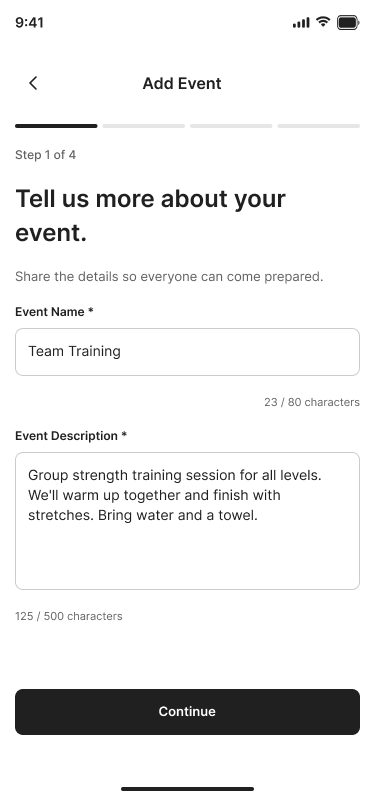 9:41
Add Event
Step 1 of 4
Tell us more about your
event.
Share the details so everyone can come prepared.
Event Name *
Team Training
23 / 80 characters
Event Description *
Group strength training session for all levels.
We'll warm up together and finish with
stretches. Bring water and a towel.
125 / 500 characters
Continue